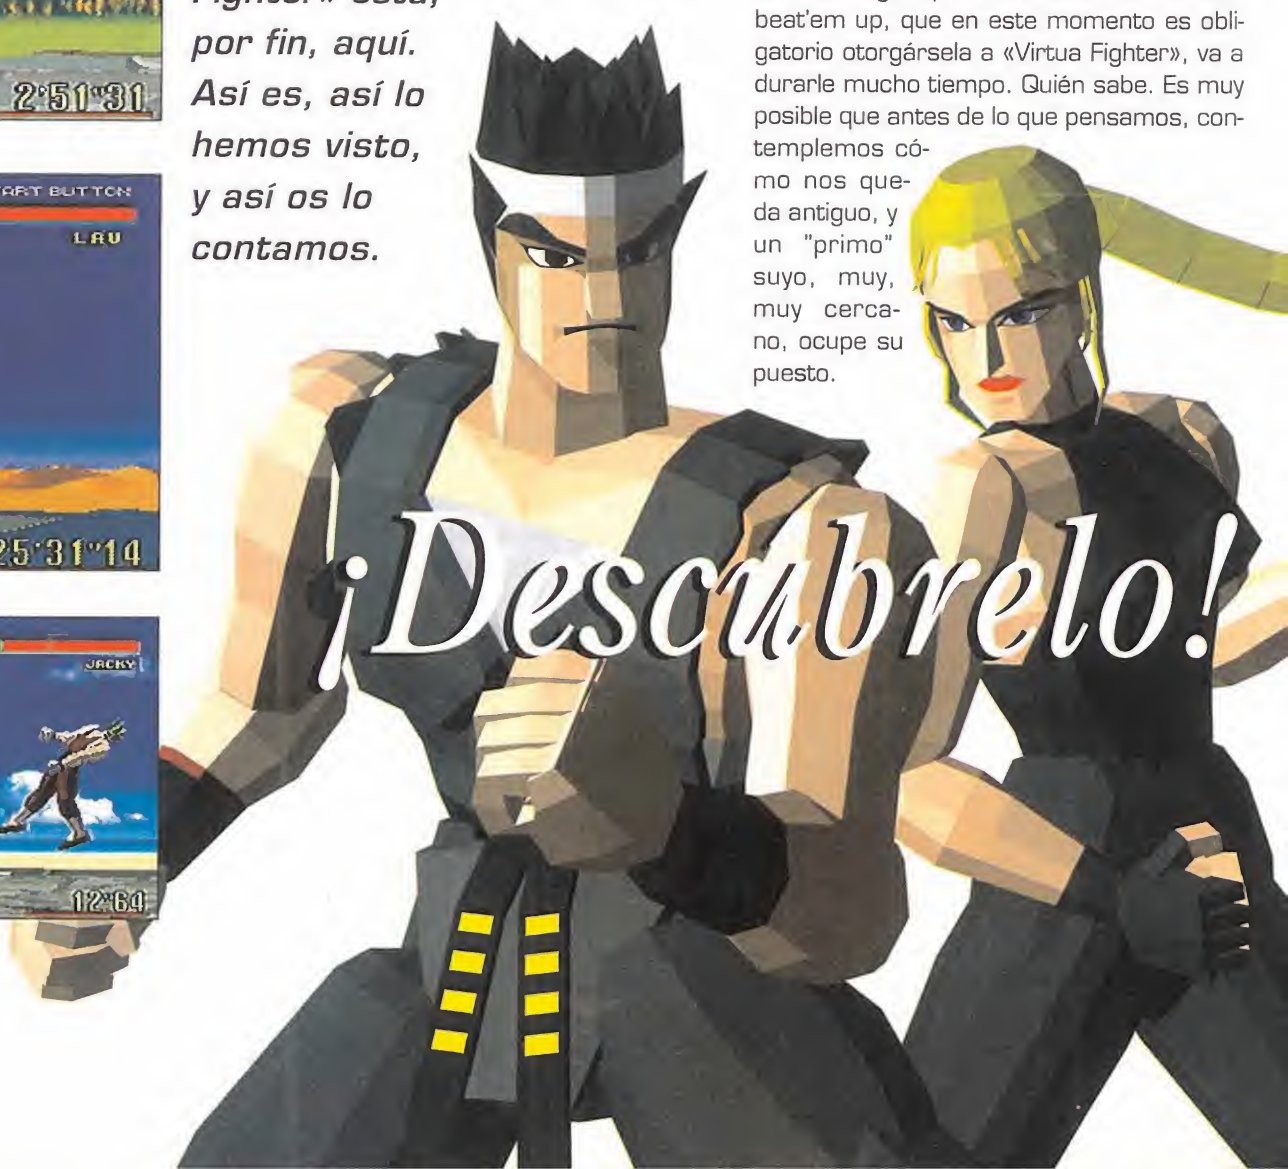 2"51"31
START BUTTON
LAU
25"31"14
JACKY
12"64
por fin, aquí.
Así es, así lo
hemos visto,
y así os lo
contamos.
beat'em up, que en este momento es obli-
gatorio otorgársela a «Virtua Fighter», va a
durarle mucho tiempo. Quién sabe. Es muy
posible que antes de lo que pensamos, con-
templemos có-
mo nos que-
da antiguo, y
un "primo"
suyo, muy,
muy cerca-
no, ocupe su
puesto.
¡Descúbrelo!